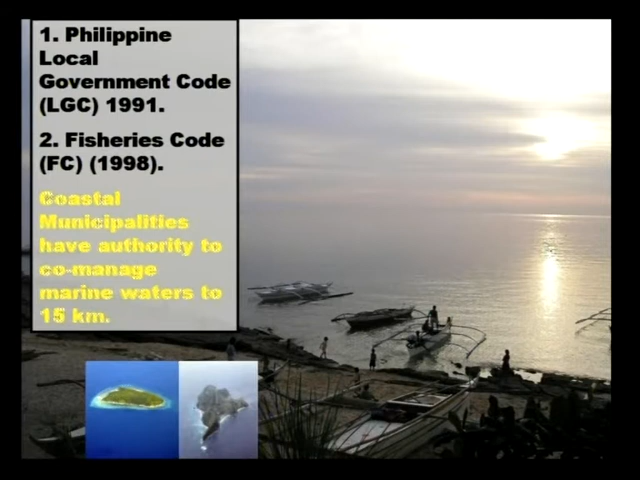 1. Philippine
Local
Government Code
(LGC) 1991.
2. Fisheries Code
(FC) (1998).
Coastal
Municipalities
have authority to
co-manage
marine waters to
15 km.